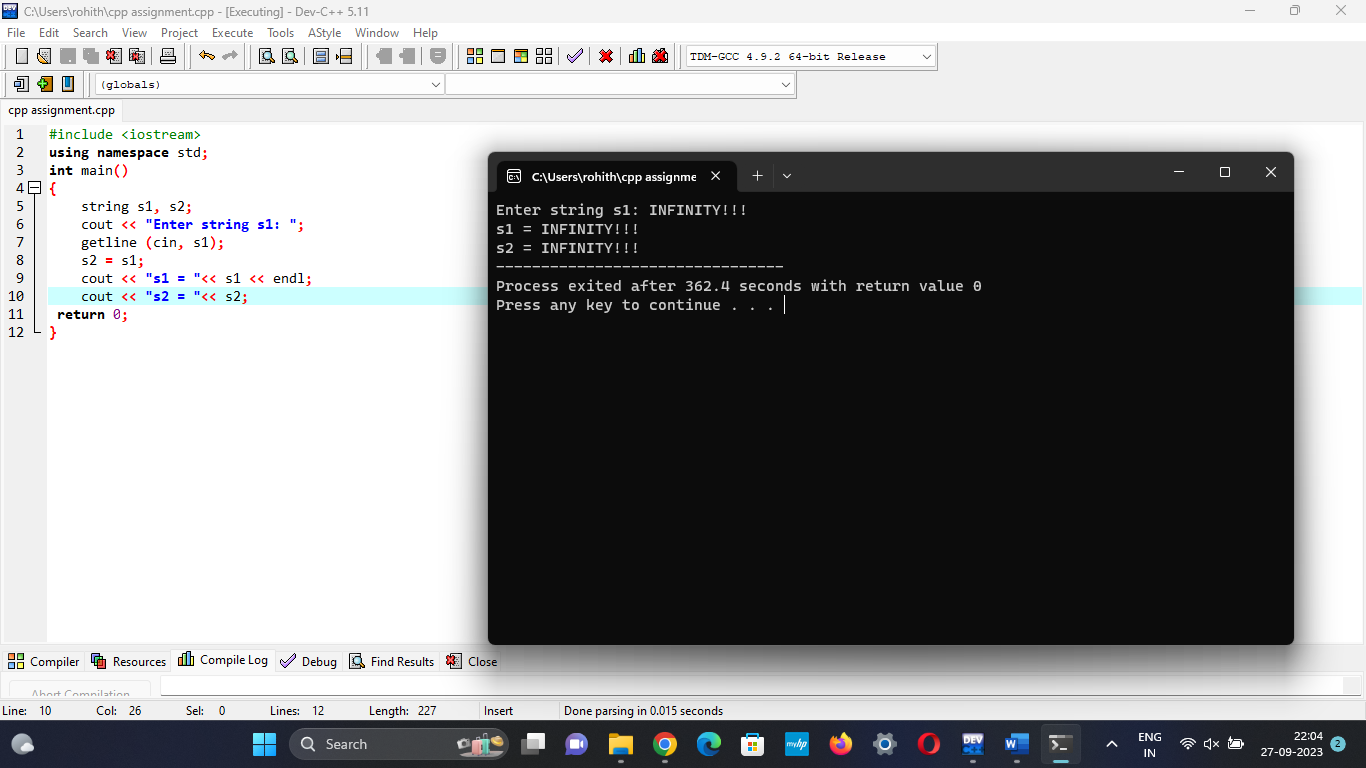 C:\Users\rohith\cpp assignment.cpp - [Executing] - Dev-C++ 5.11
File Edit Search View Project Execute Tools AStyle Window Help
TDM-GCC 4.9.2 64-bit Release
(globals)
cpp assignment.cpp
1 #include <iostream>
2 using namespace std;
3 int main()
4 {
5 string s1, s2;
6 cout << "Enter string s1: ";
7 getline (cin, s1);
8 s2 = s1;
9 cout << "s1 = "<< s1 << endl;
10 cout << "s2 = "<< s2;
11 return 0;
12 }
C:\Users\rohith\cpp assignme
Enter string s1: INFINITY!!!
s1 = INFINITY!!!
s2 = INFINITY!!!
--------------------------------
Process exited after 362.4 seconds with return value 0
Press any key to continue . . .
Compiler Resources Compile Log Debug Find Results Close
Abort Compilation
Line: 10 Col: 26 Sel: 0 Lines: 12 Length: 227 Insert Done parsing in 0.015 seconds
Search
myhp
DEV
ENG
IN
22:04
27-09-2023
2